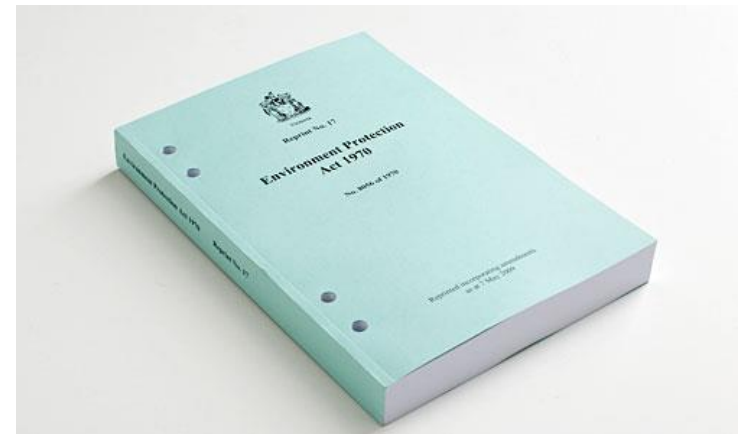 Victoria
Reprint No. 17
Environment Protection
Act 1970
No. 8056 of 1970
Reprinted incorporating amendments
as at 7 May 2009
Environment Protection Act 1970
Reprint No. 17